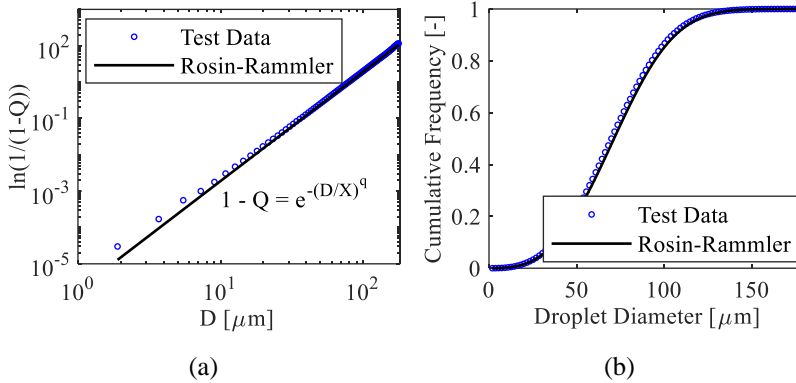 ln(1/(1-Q))
10^2
10^-1
10^-3
10^-5
Test Data
Rosin-Rammler
1 - Q = e^-(D/X)^q
10^0
10^1
10^2
D [μm]
(a)
Cumulative Frequency [-]
1
0.8
0.6
0.4
0.2
0
Test Data
Rosin-Rammler
0
50
100
150
Droplet Diameter [μm]
(b)